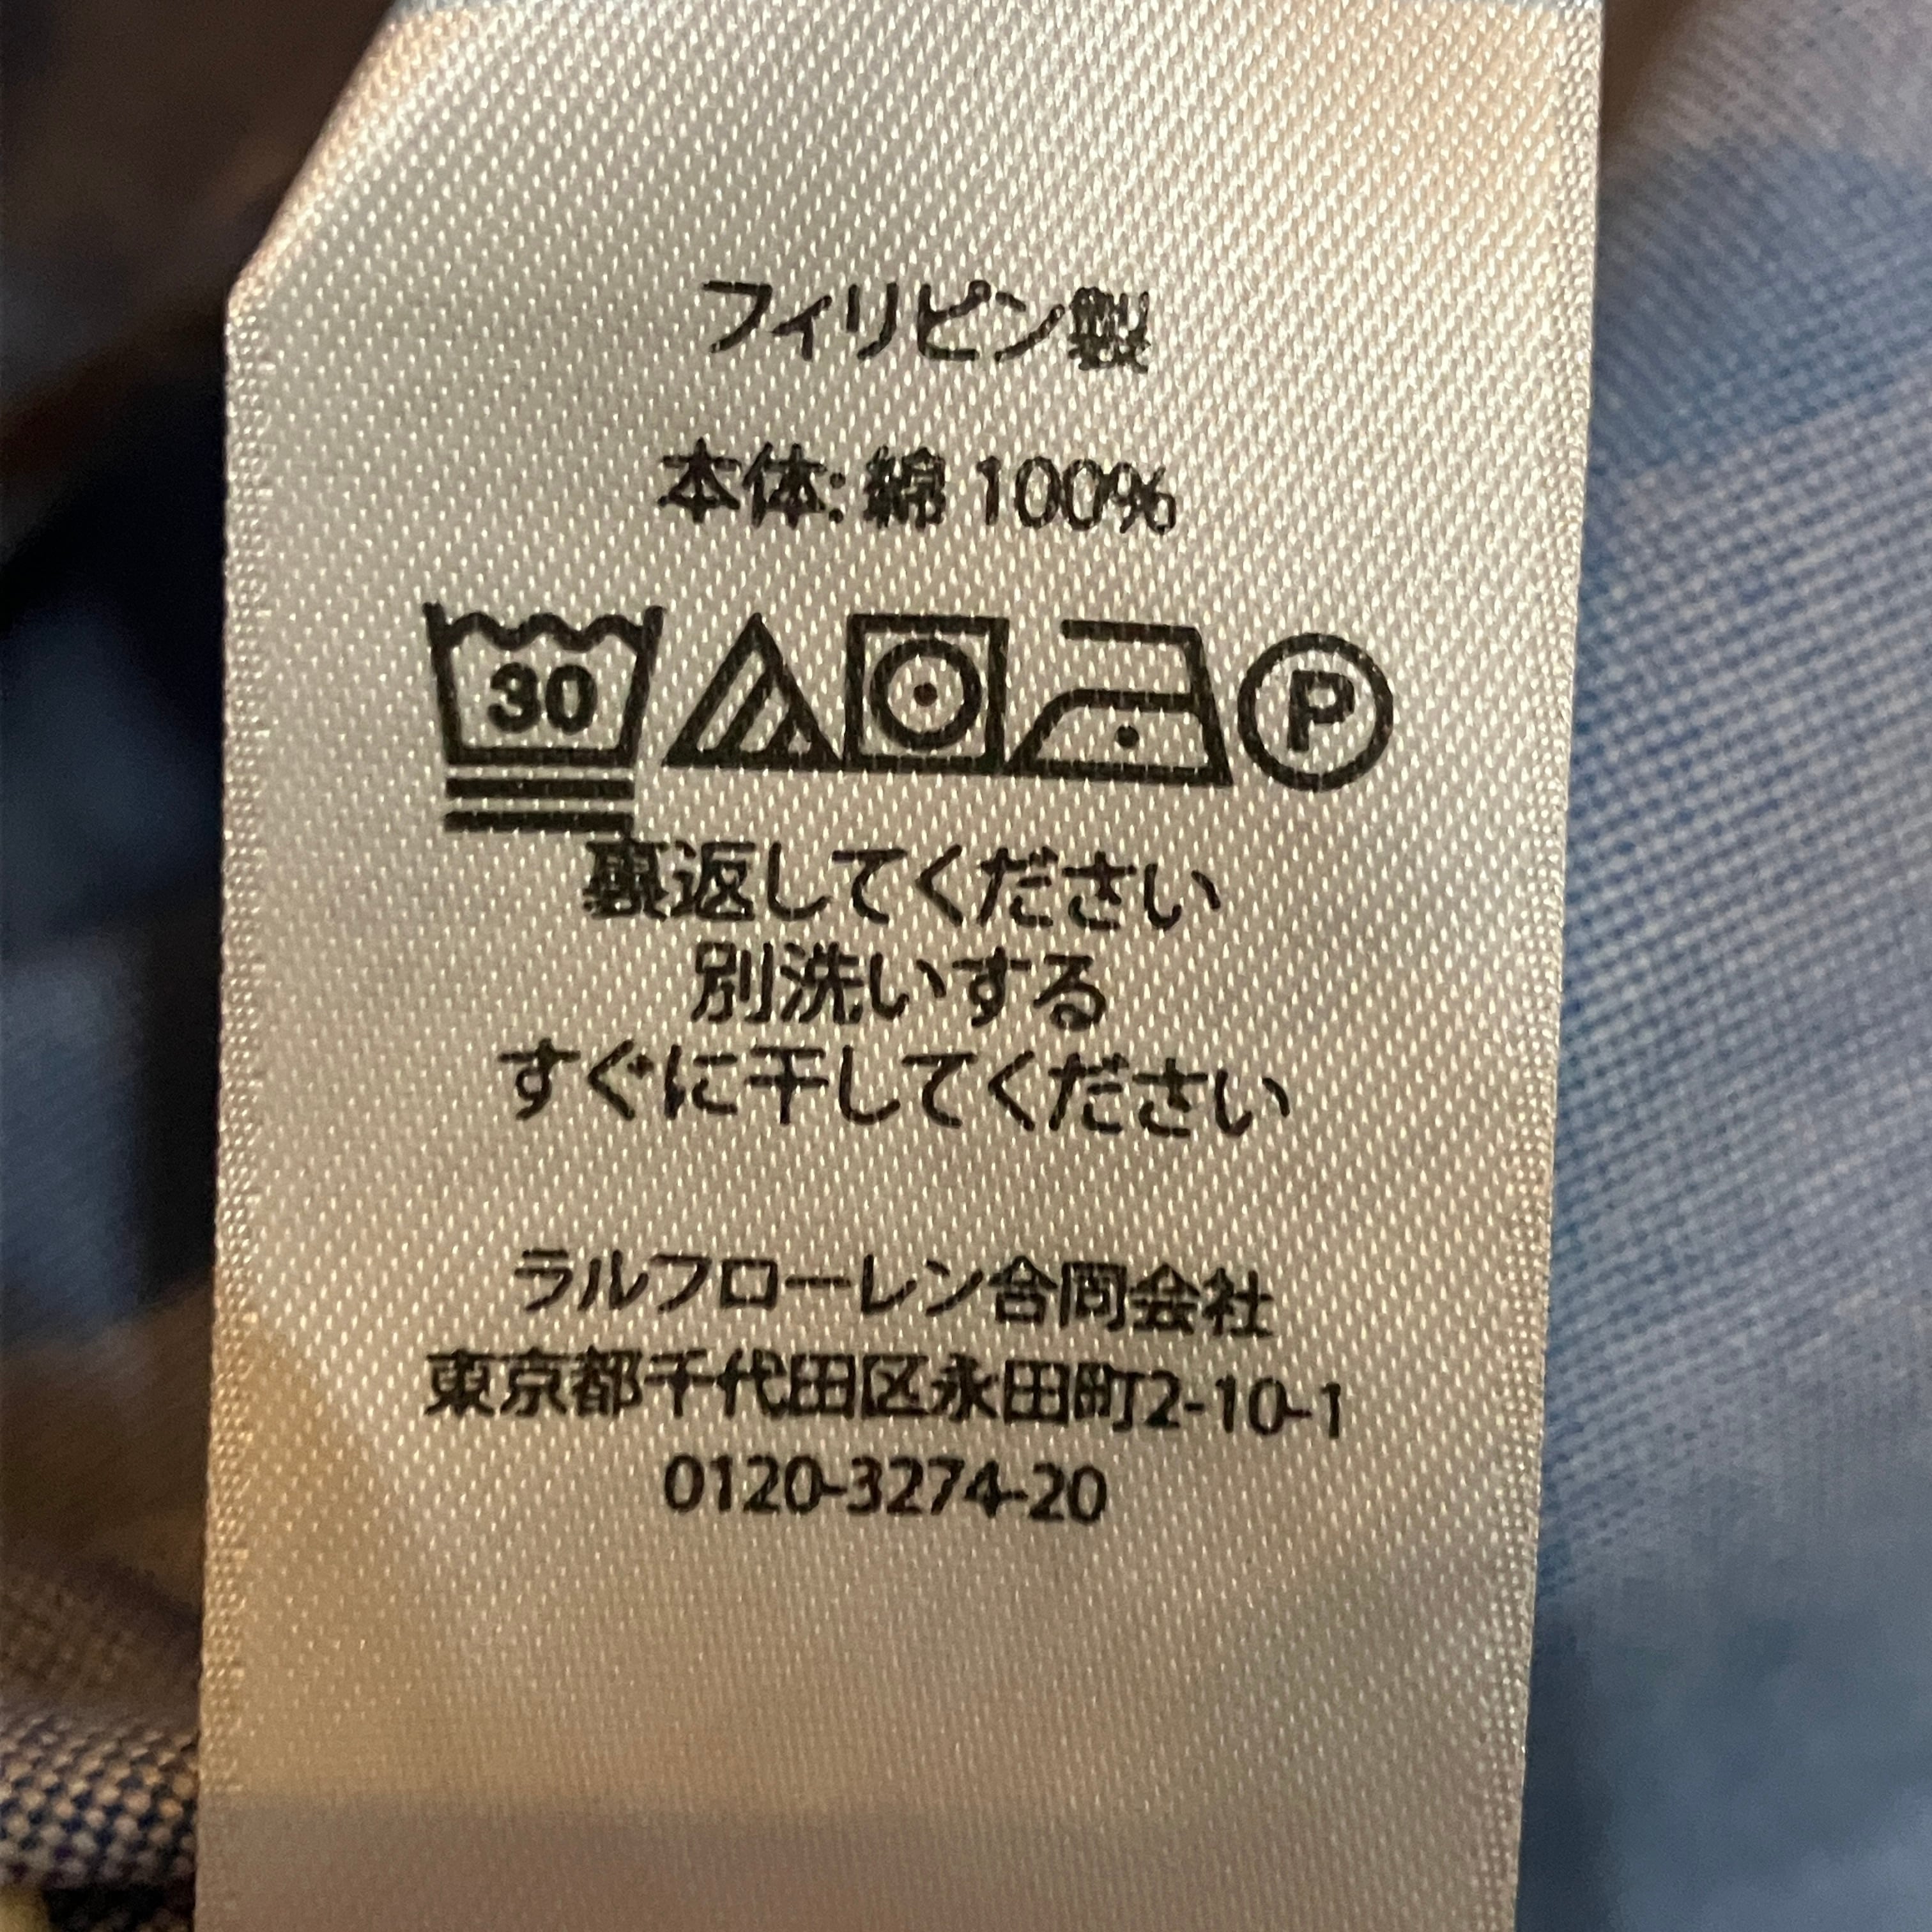 フィリピン製
本体: 綿 100%
30 P
裏返してください
別洗いする
すぐに干してください
ラルフローレン合同会社
東京都千代田区永田町2-10-1
0120-3274-20